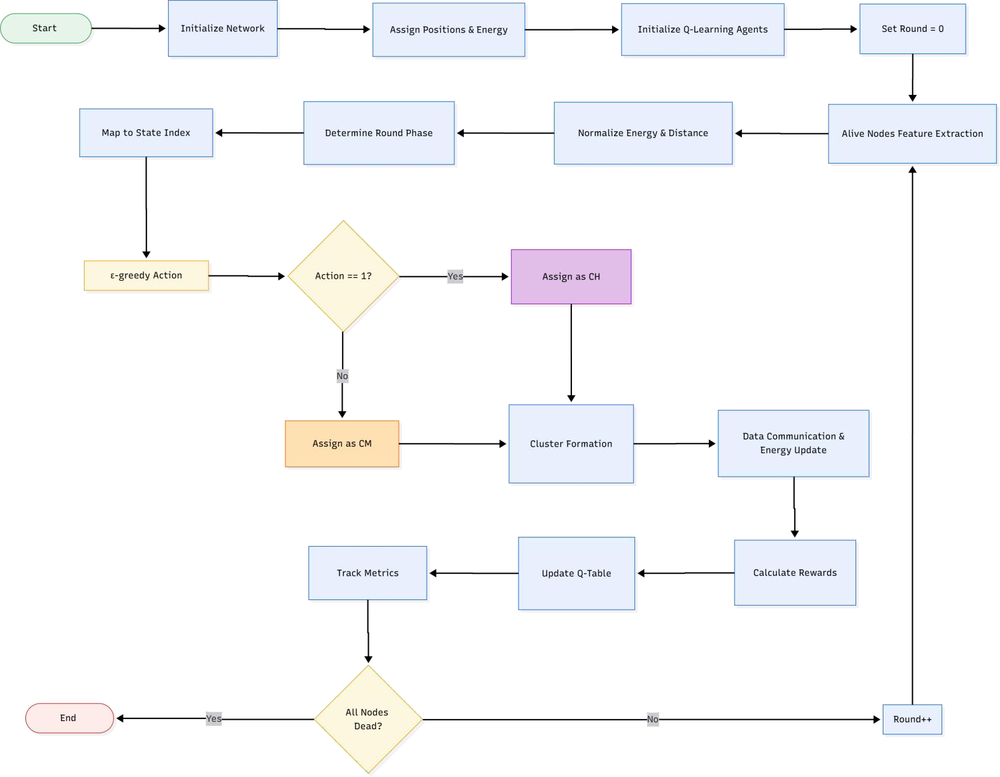 Start
Initialize Network
Assign Positions & Energy
Initialize Q-Learning Agents
Set Round = 0
Map to State Index
Determine Round Phase
Normalize Energy & Distance
Alive Nodes Feature Extraction
ε-greedy Action
Action == 1?
Yes
Assign as CH
No
Assign as CM
Cluster Formation
Data Communication &
Energy Update
Track Metrics
Update Q-Table
Calculate Rewards
All Nodes
Dead?
End
Yes
No
Round++